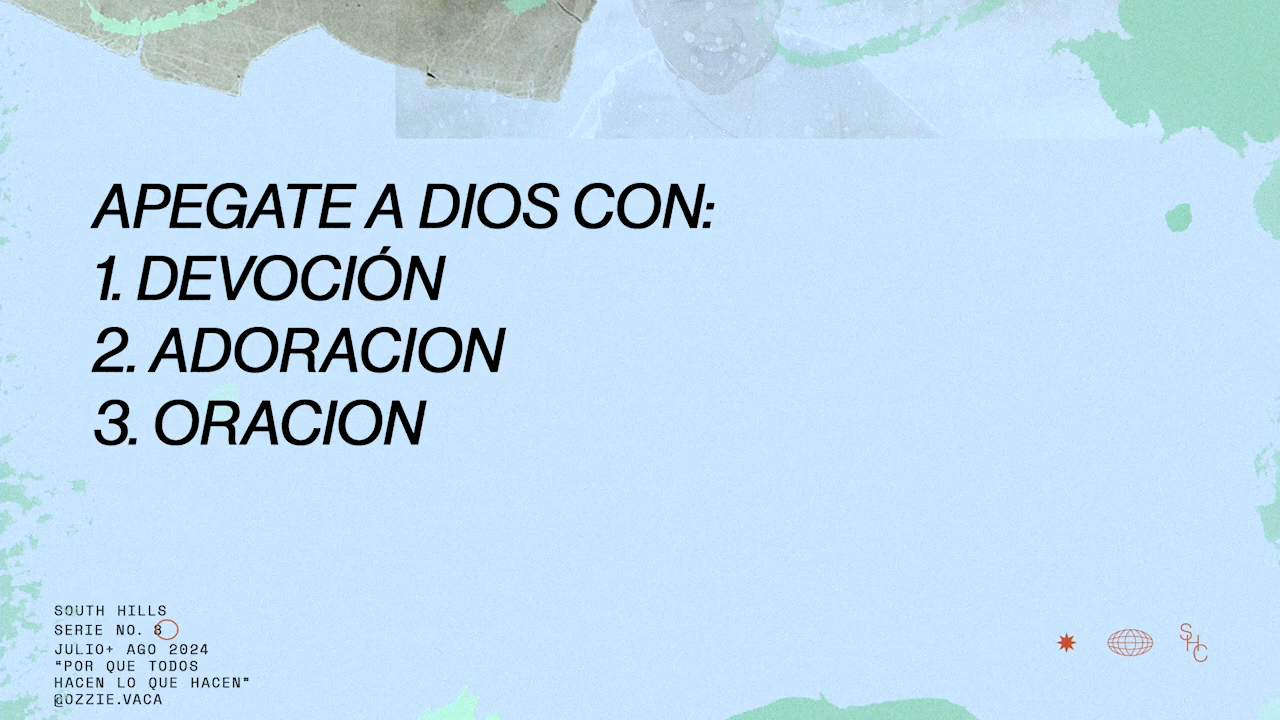 APEGATE A DIOS CON:
1. DEVOCIÓN
2. ADORACION
3. ORACION
SOUTH HILLS
SERIE NO. 8
JULIO+ AGO 2024
"POR QUE TODOS
HACEN LO QUE HACEN"
@OZZIE.VACA
SHC